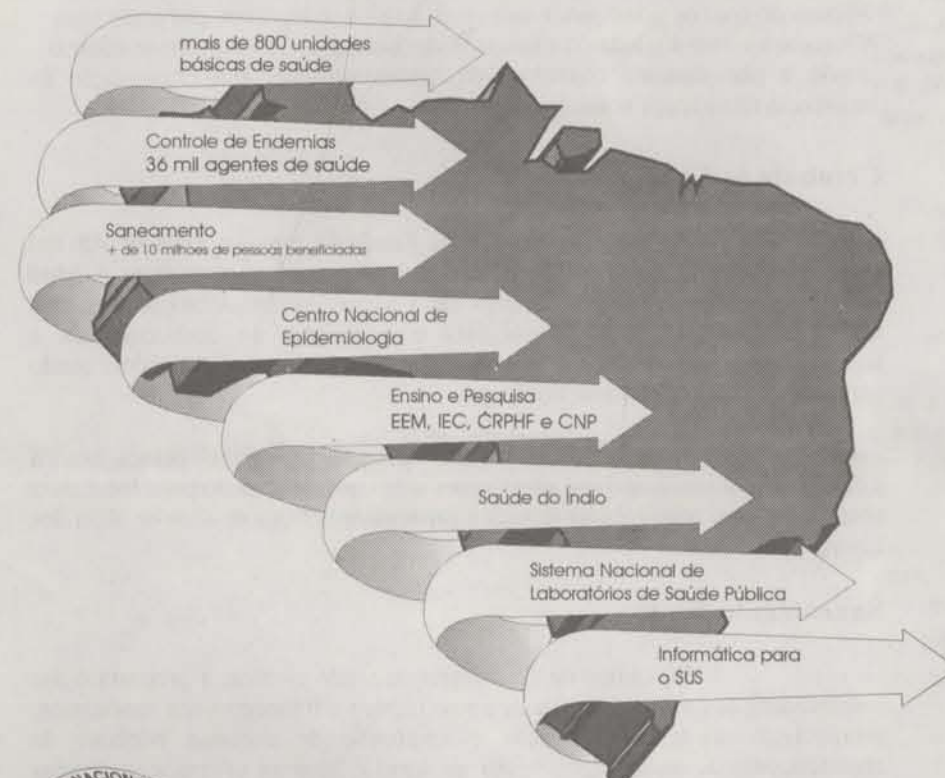 mais de 800 unidades
básicas de saúde
Controle de Endemias
36 mil agentes de saúde
Saneamento
+ de 10 milhoes de pessoas beneficiadas
Centro Nacional de
Epidemiologia
Ensino e Pesquisa
EEM, IEC, CRPHF e CNP
Saúde do Índio
Sistema Nacional de
Laboratórios de Saúde Pública
Informática para
o SUS
NACION